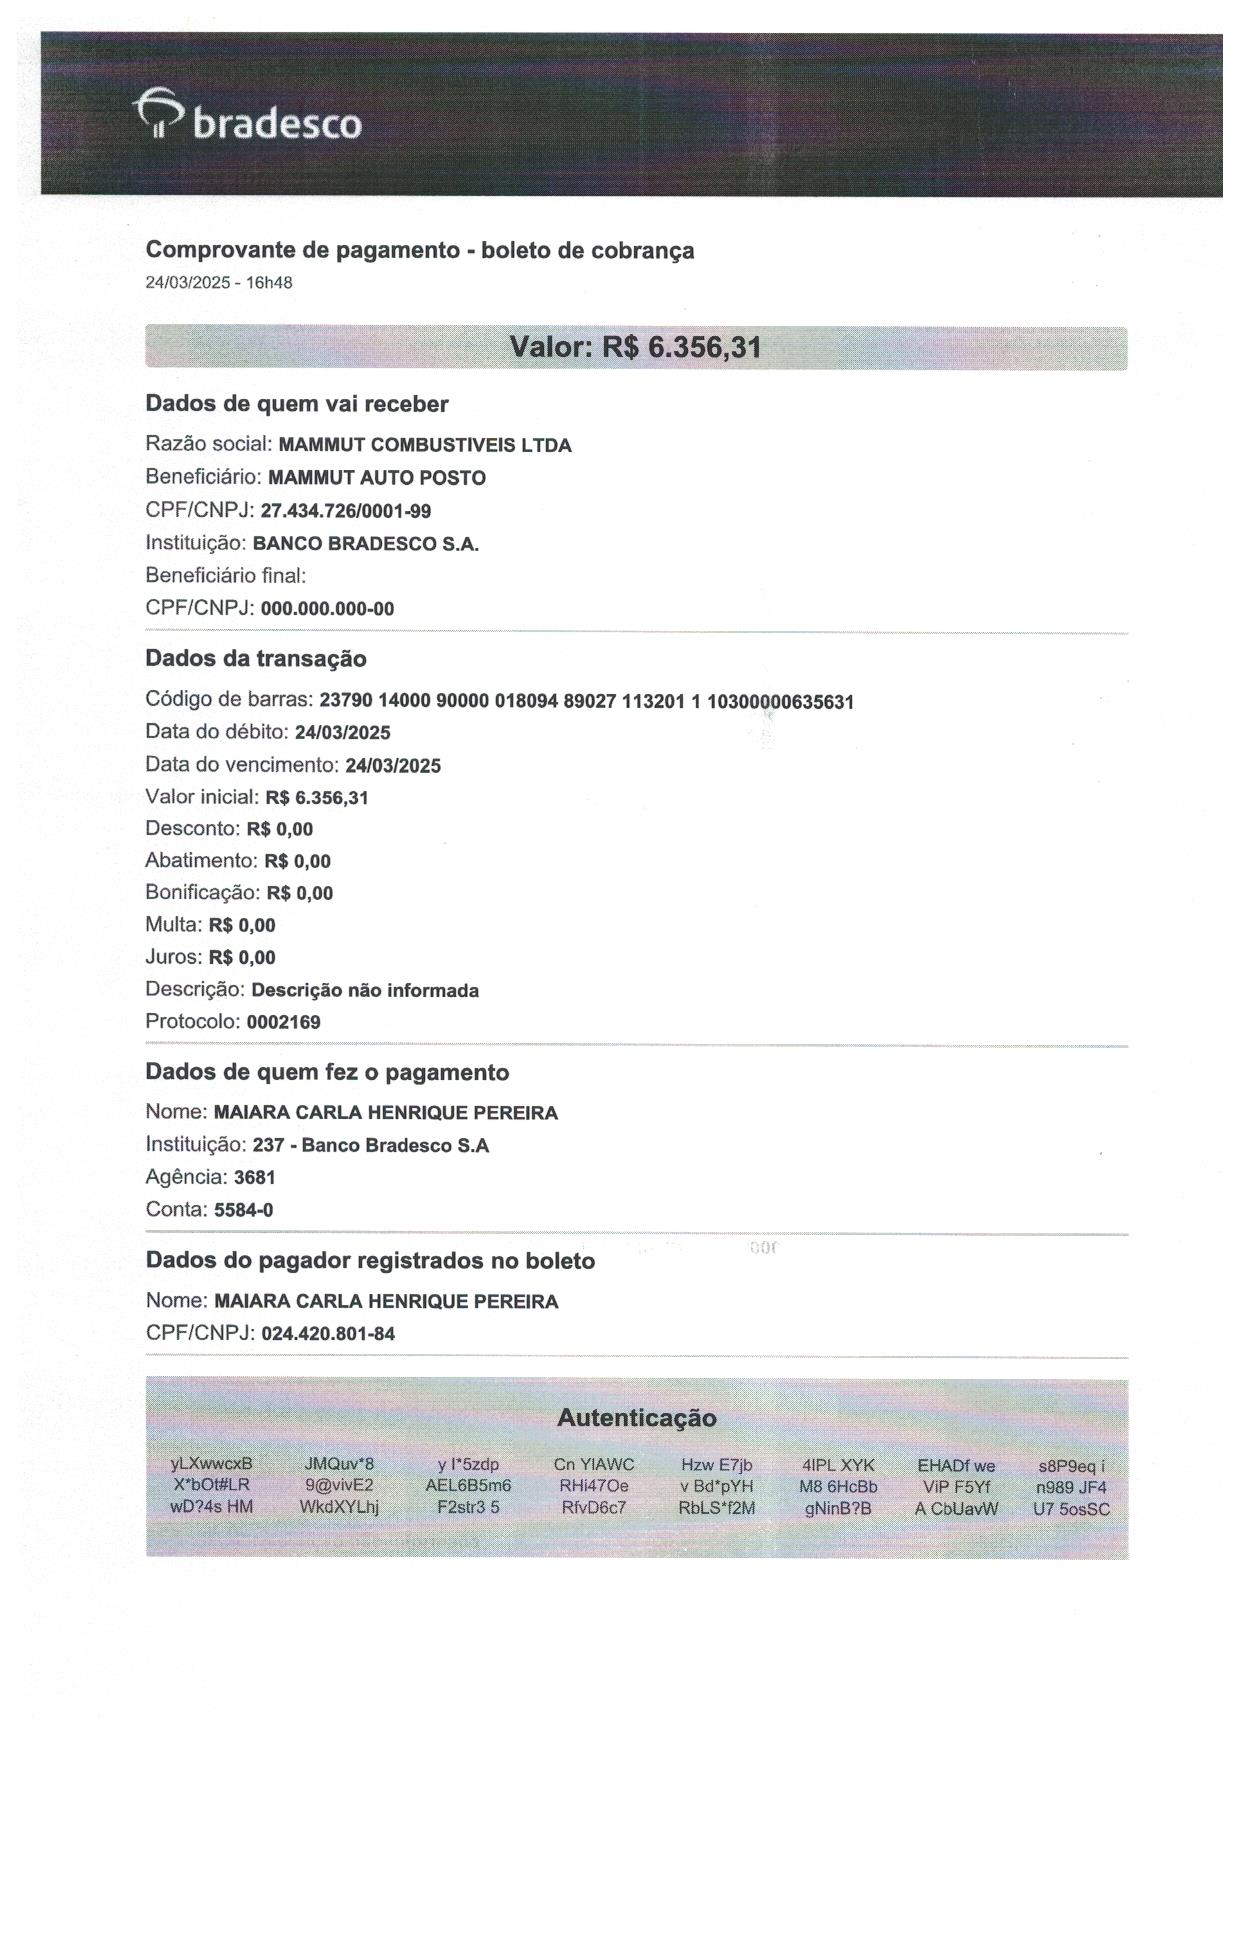 bradesco
Comprovante de pagamento - boleto de cobrança
24/03/2025 - 16h48
Valor: R$ 6.356,31
Dados de quem vai receber
Razão social: MAMMUT COMBUSTIVEIS LTDA
Beneficiário: MAMMUT AUTO POSTO
CPF/CNPJ: 27.434.726/0001-99
Instituição: BANCO BRADESCO S.A.
Beneficiário final:
CPF/CNPJ: 000.000.000-00
Dados da transação
Código de barras: 23790 14000 90000 018094 89027 113201 1 10300000635631
Data do débito: 24/03/2025
Data do vencimento: 24/03/2025
Valor inicial: R$ 6.356,31
Desconto: R$ 0,00
Abatimento: R$ 0,00
Bonificação: R$ 0,00
Multa: R$ 0,00
Juros: R$ 0,00
Descrição: Descrição não informada
Protocolo: 0002169
Dados de quem fez o pagamento
Nome: MAIARA CARLA HENRIQUE PEREIRA
Instituição: 237 - Banco Bradesco S.A
Agência: 3681
Conta: 5584-0
Dados do pagador registrados no boleto
Nome: MAIARA CARLA HENRIQUE PEREIRA
CPF/CNPJ: 024.420.801-84
Autenticação
yLXwwcxB JMQuv*8 y I*5zdp Cn YIAWC Hzw E7jb 4IPL XYK EHADf we s8P9eq i
X*bOt#LR 9@vivE2 AEL6B5m6 RHi47Oe v Bd*pYH M8 6HcBb ViP F5Yf n989 JF4
wD?4s HM WkdXYLhj F2str3 5 RfvD6c7 RbLS*f2M gNinB?B A CbUavW U7 5osSC